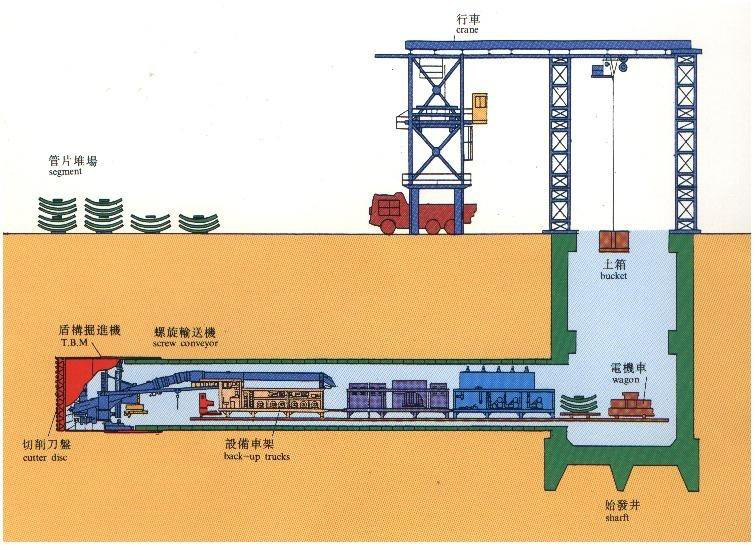 行車
crane
管片堆場
segment
土箱
bucket
盾構掘進機
T.B.M
螺旋輸送機
screw conveyor
電機車
wagon
切削刀盤
cutter disc
設備車架
back-up trucks
始發井
sharft